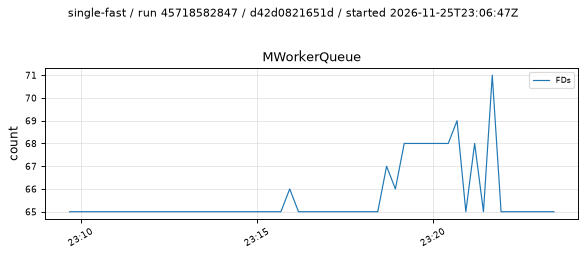 single-fast / run 45718582847 / d42d0821651d / started 2026-11-25T23:06:47Z
MWorkerQueue
FDs
count
71
70
69
68
67
66
65
23:10
23:15
23:20